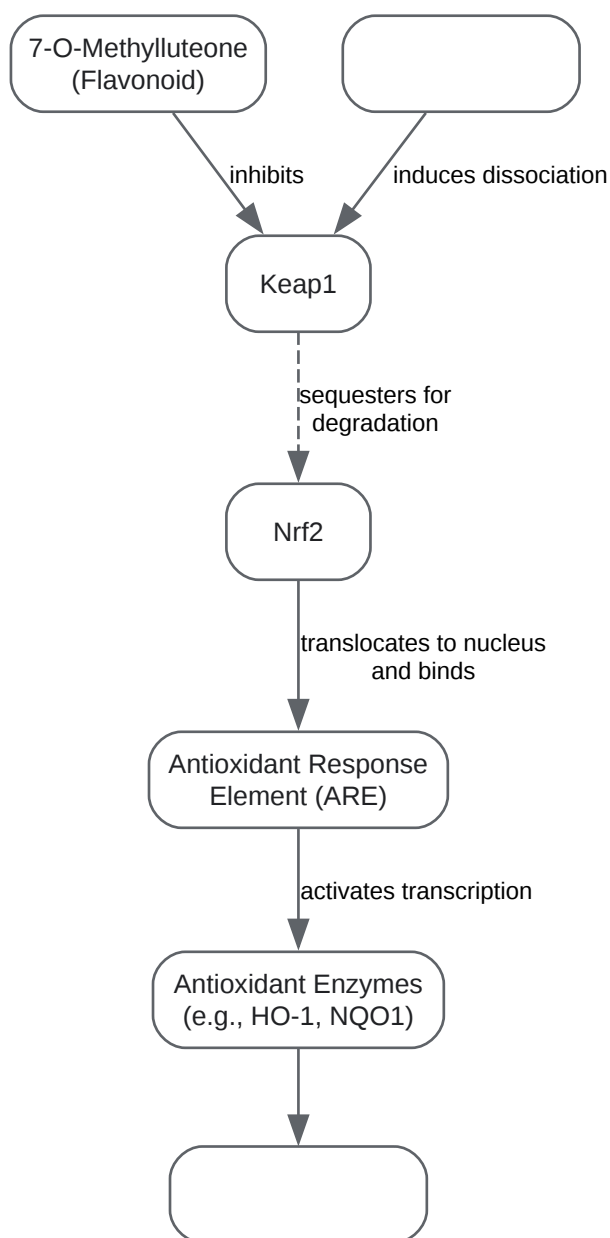 7-O-Methylluteone
(Flavonoid)
inhibits
induces dissociation
Keap1
sequesters for
degradation
Nrf2
translocates to nucleus
and binds
Antioxidant Response
Element (ARE)
activates transcription
Antioxidant Enzymes
(e.g., HO-1, NQO1)